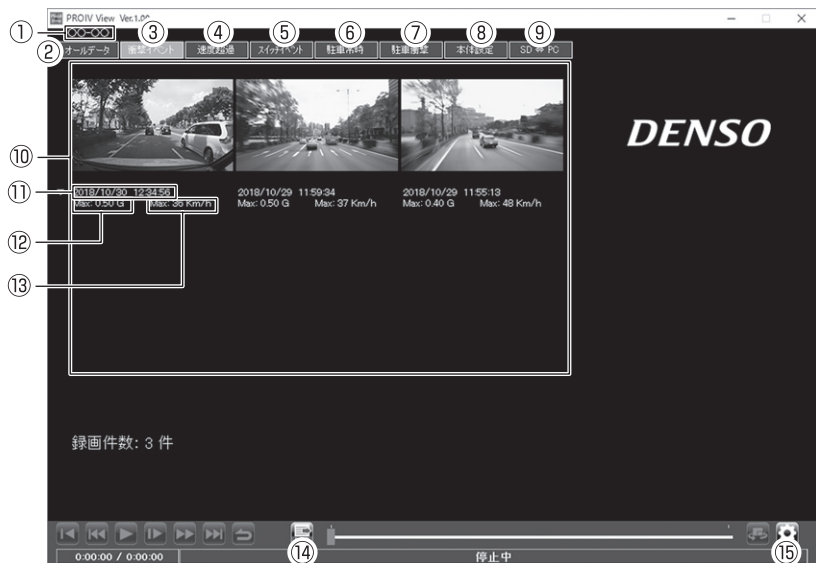 PROIV View Ver.1.00
① ○○-○○
② オールデータ ③ 衝撃イベント ④ 速度超過 ⑤ スイッチイベント ⑥ 駐車常時 ⑦ 駐車衝撃 ⑧ 本体設定 ⑨ SD ⇔ PC
DENSO
⑩
⑪ 2018/10/30 12:34:56 2018/10/29 11:59:34 2018/10/29 11:55:13
Max: 0.50 G Max: 36 Km/h Max: 0.50 G Max: 37 Km/h Max: 0.40 G Max: 48 Km/h
⑫
⑬
録画件数: 3 件
⑭ ⑮
0:00:00 / 0:00:00 停止中